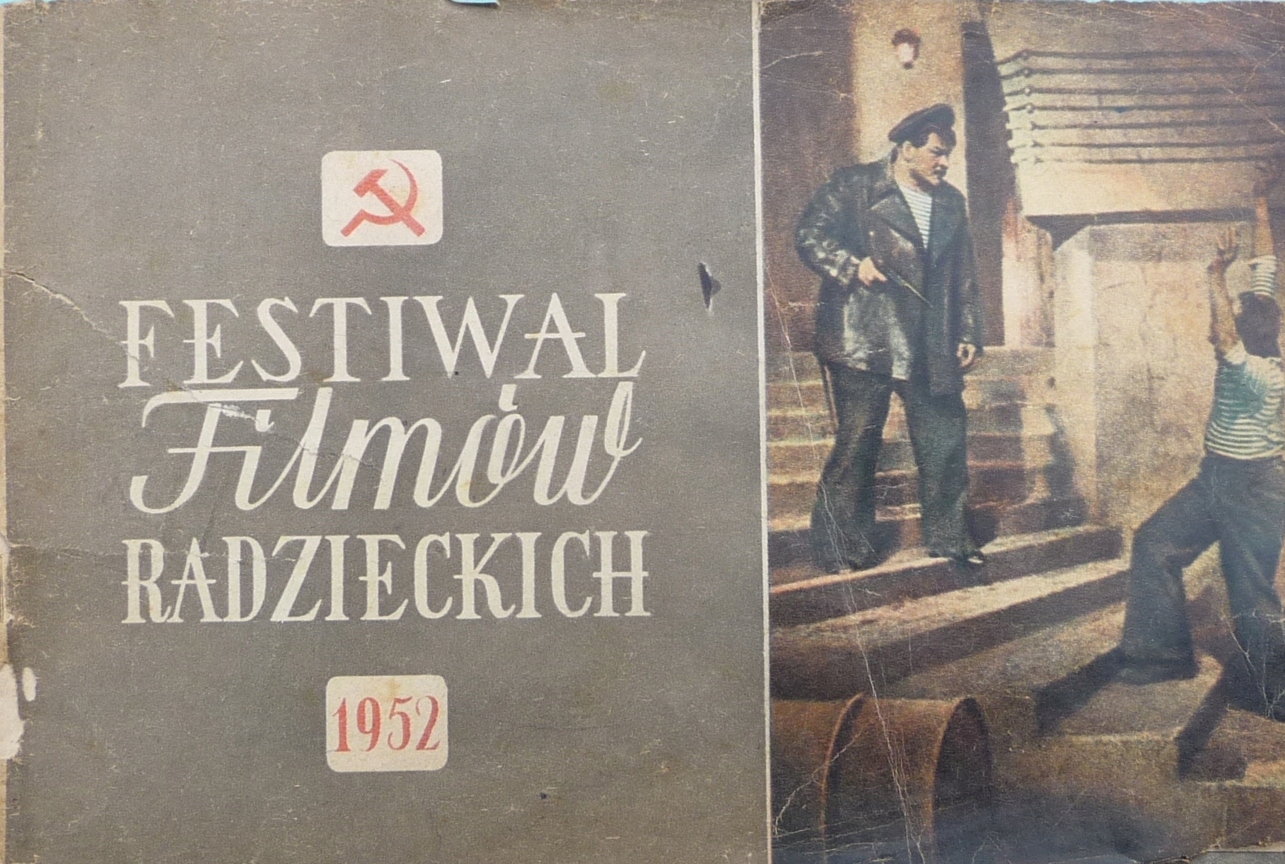 FESTIWAL
Filmów
RADZIECKICH
1952